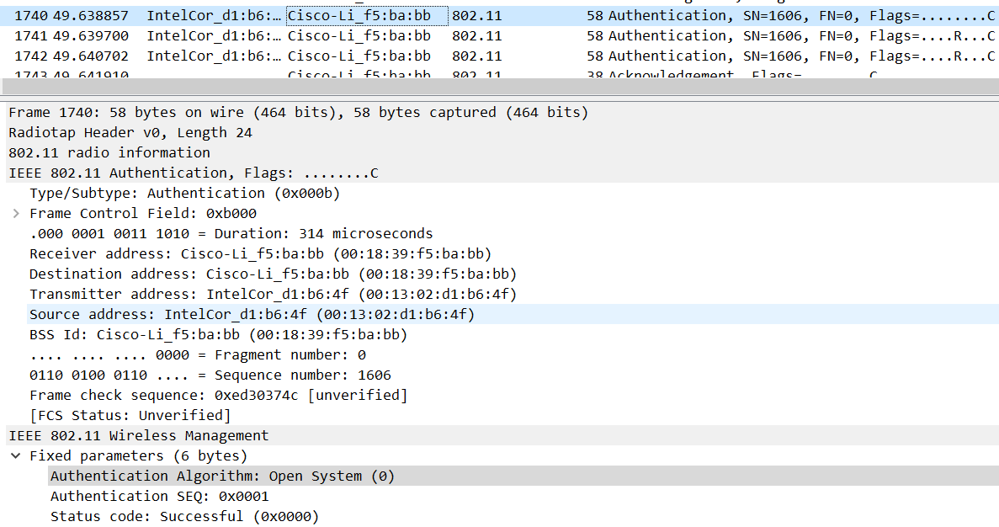 1740 49.638857 IntelCor_d1:b6:… Cisco-Li_f5:ba:bb 802.11 58 Authentication, SN=1606, FN=0, Flags=........C
1741 49.639700 IntelCor_d1:b6:… Cisco-Li_f5:ba:bb 802.11 58 Authentication, SN=1606, FN=0, Flags=....R...C
1742 49.640702 IntelCor_d1:b6:… Cisco-Li_f5:ba:bb 802.11 58 Authentication, SN=1606, FN=0, Flags=....R...C
1743 49.641910 Cisco-Li_f5:ba:bb 802.11 38 Acknowledgement, Flags=........C
Frame 1740: 58 bytes on wire (464 bits), 58 bytes captured (464 bits)
Radiotap Header v0, Length 24
802.11 radio information
IEEE 802.11 Authentication, Flags: ........C
Type/Subtype: Authentication (0x000b)
Frame Control Field: 0xb000
.000 0001 0011 1010 = Duration: 314 microseconds
Receiver address: Cisco-Li_f5:ba:bb (00:18:39:f5:ba:bb)
Destination address: Cisco-Li_f5:ba:bb (00:18:39:f5:ba:bb)
Transmitter address: IntelCor_d1:b6:4f (00:13:02:d1:b6:4f)
Source address: IntelCor_d1:b6:4f (00:13:02:d1:b6:4f)
BSS Id: Cisco-Li_f5:ba:bb (00:18:39:f5:ba:bb)
.... .... .... 0000 = Fragment number: 0
0110 0100 0110 .... = Sequence number: 1606
Frame check sequence: 0xed30374c [unverified]
[FCS Status: Unverified]
IEEE 802.11 Wireless Management
Fixed parameters (6 bytes)
Authentication Algorithm: Open System (0)
Authentication SEQ: 0x0001
Status code: Successful (0x0000)